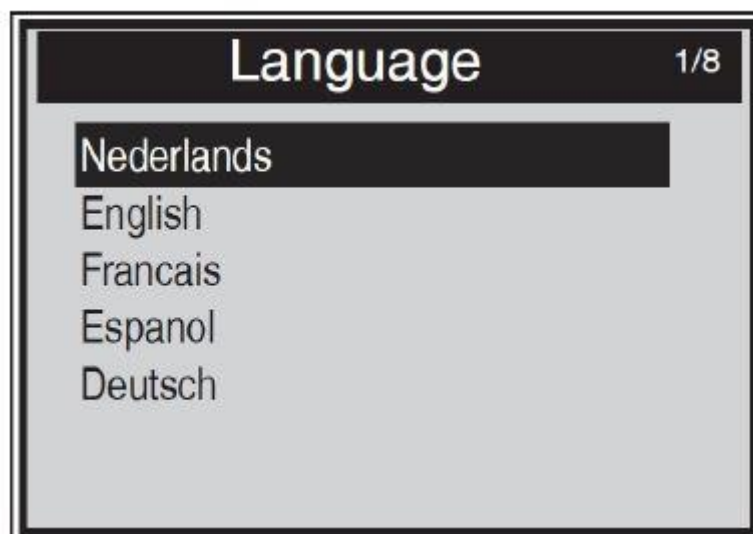 Language 1/8
Nederlands
English
Francais
Espanol
Deutsch